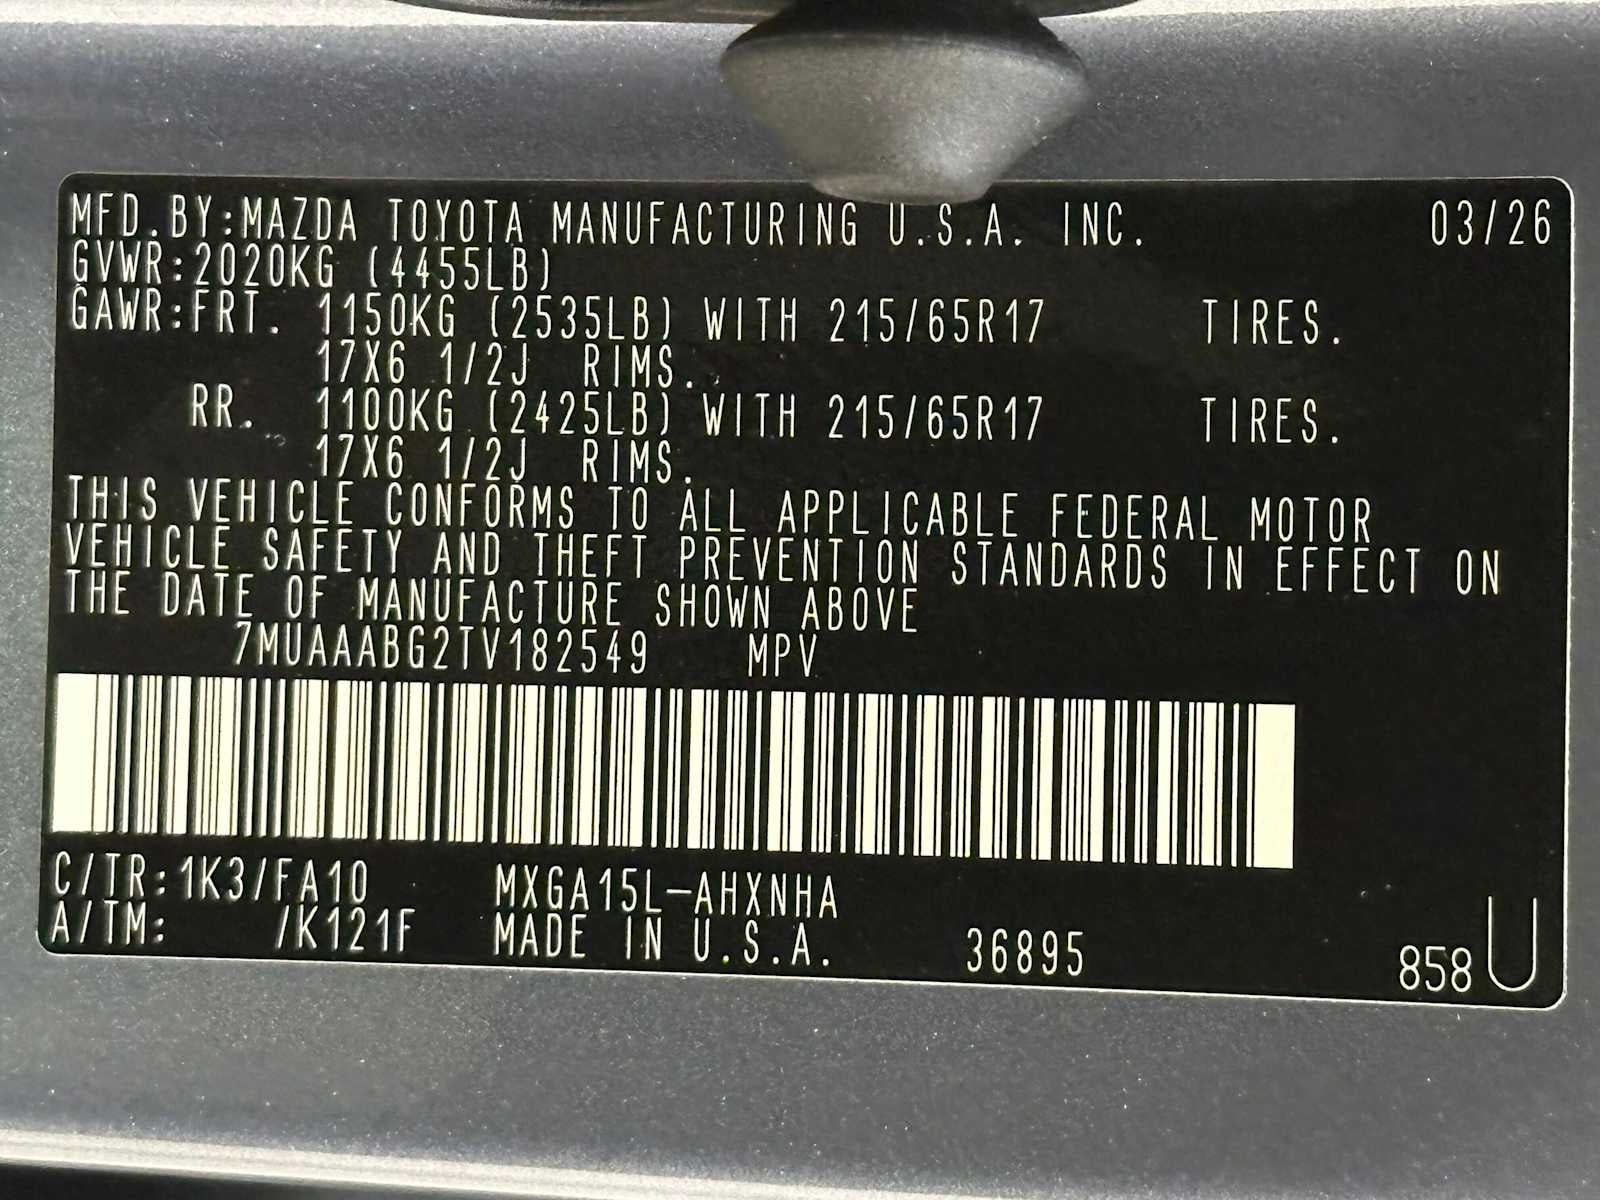 MFD.BY:MAZDA TOYOTA MANUFACTURING U.S.A. INC. 03/26
GVWR:2020KG (4455LB)
GAWR:FRT. 1150KG (2535LB) WITH 215/65R17 TIRES.
17X6 1/2J RIMS.
RR. 1100KG (2425LB) WITH 215/65R17 TIRES.
17X6 1/2J RIMS.
THIS VEHICLE CONFORMS TO ALL APPLICABLE FEDERAL MOTOR
VEHICLE SAFETY AND THEFT PREVENTION STANDARDS IN EFFECT ON
THE DATE OF MANUFACTURE SHOWN ABOVE
7MUAAABG2TV182549 MPV
C/TR:1K3/FA10 MXGA15L-AHXNHA
A/TM: /K121F MADE IN U.S.A. 36895 858 U